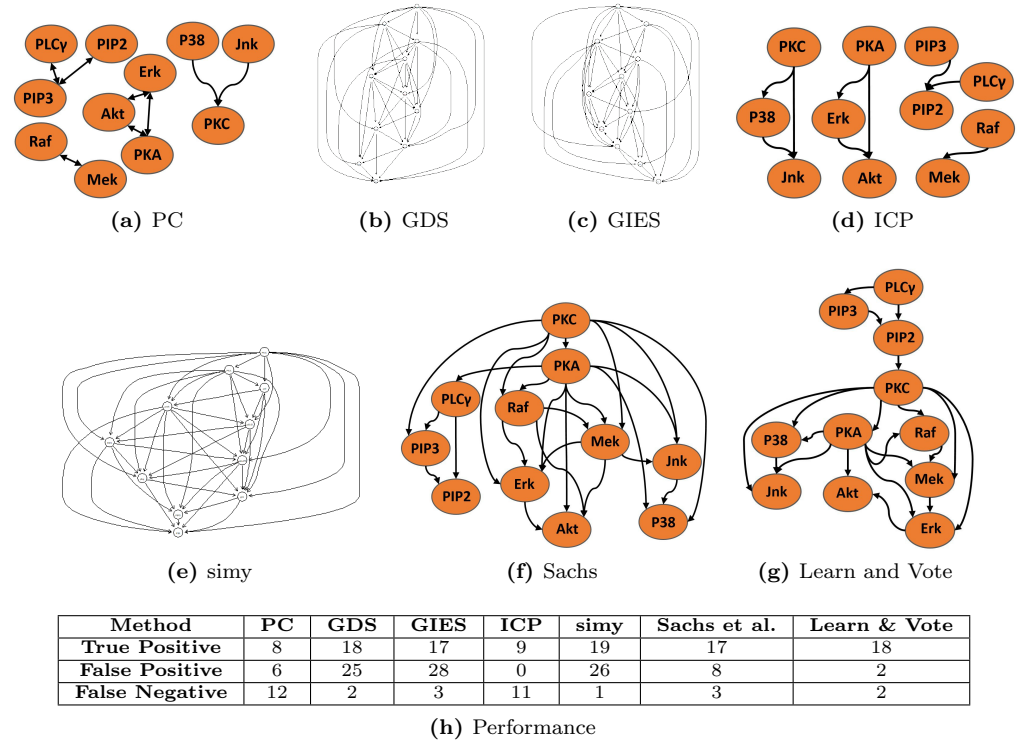 PLCγ PIP2 P38 Jnk
Erk
PIP3 Akt PKC
Raf PKA
Mek
(a) PC
(b) GDS
(c) GIES
PKC PKA PIP3
PLCγ
P38 Erk PIP2 Raf
Jnk Akt Mek
(d) ICP
(e) simy
PKC
PKA
PLCγ Raf
PIP3 Mek Jnk
PIP2 Erk
Akt P38
(f) Sachs
PLCγ
PIP3
PIP2
PKC
P38 PKA Raf
Jnk Akt Mek
Erk
(g) Learn and Vote
Method PC GDS GIES ICP simy Sachs et al. Learn & Vote
True Positive 8 18 17 9 19 17 18
False Positive 6 25 28 0 26 8 2
False Negative 12 2 3 11 1 3 2
(h) Performance